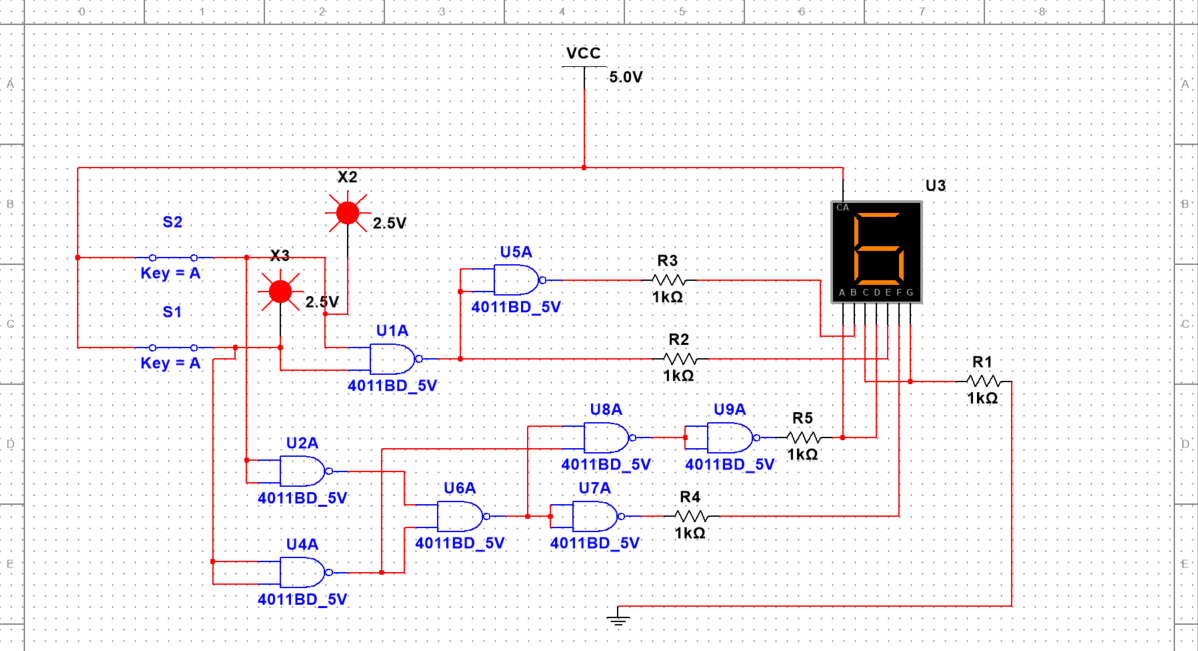 0 1 2 3 4 5 6 7 8
VCC
5.0V
A A
X2
U3
B B
CA
S2
2.5V
X3
U5A
Key = A
R3
A B C D E F G
2.5V
S1
4011BD_5V
1kΩ
C C
U1A
R2
Key = A
R1
4011BD_5V
1kΩ
1kΩ
U8A U9A
R5
D D
U2A
4011BD_5V 4011BD_5V
1kΩ
4011BD_5V
U6A U7A
R4
U4A
4011BD_5V 4011BD_5V
1kΩ
E E
4011BD_5V